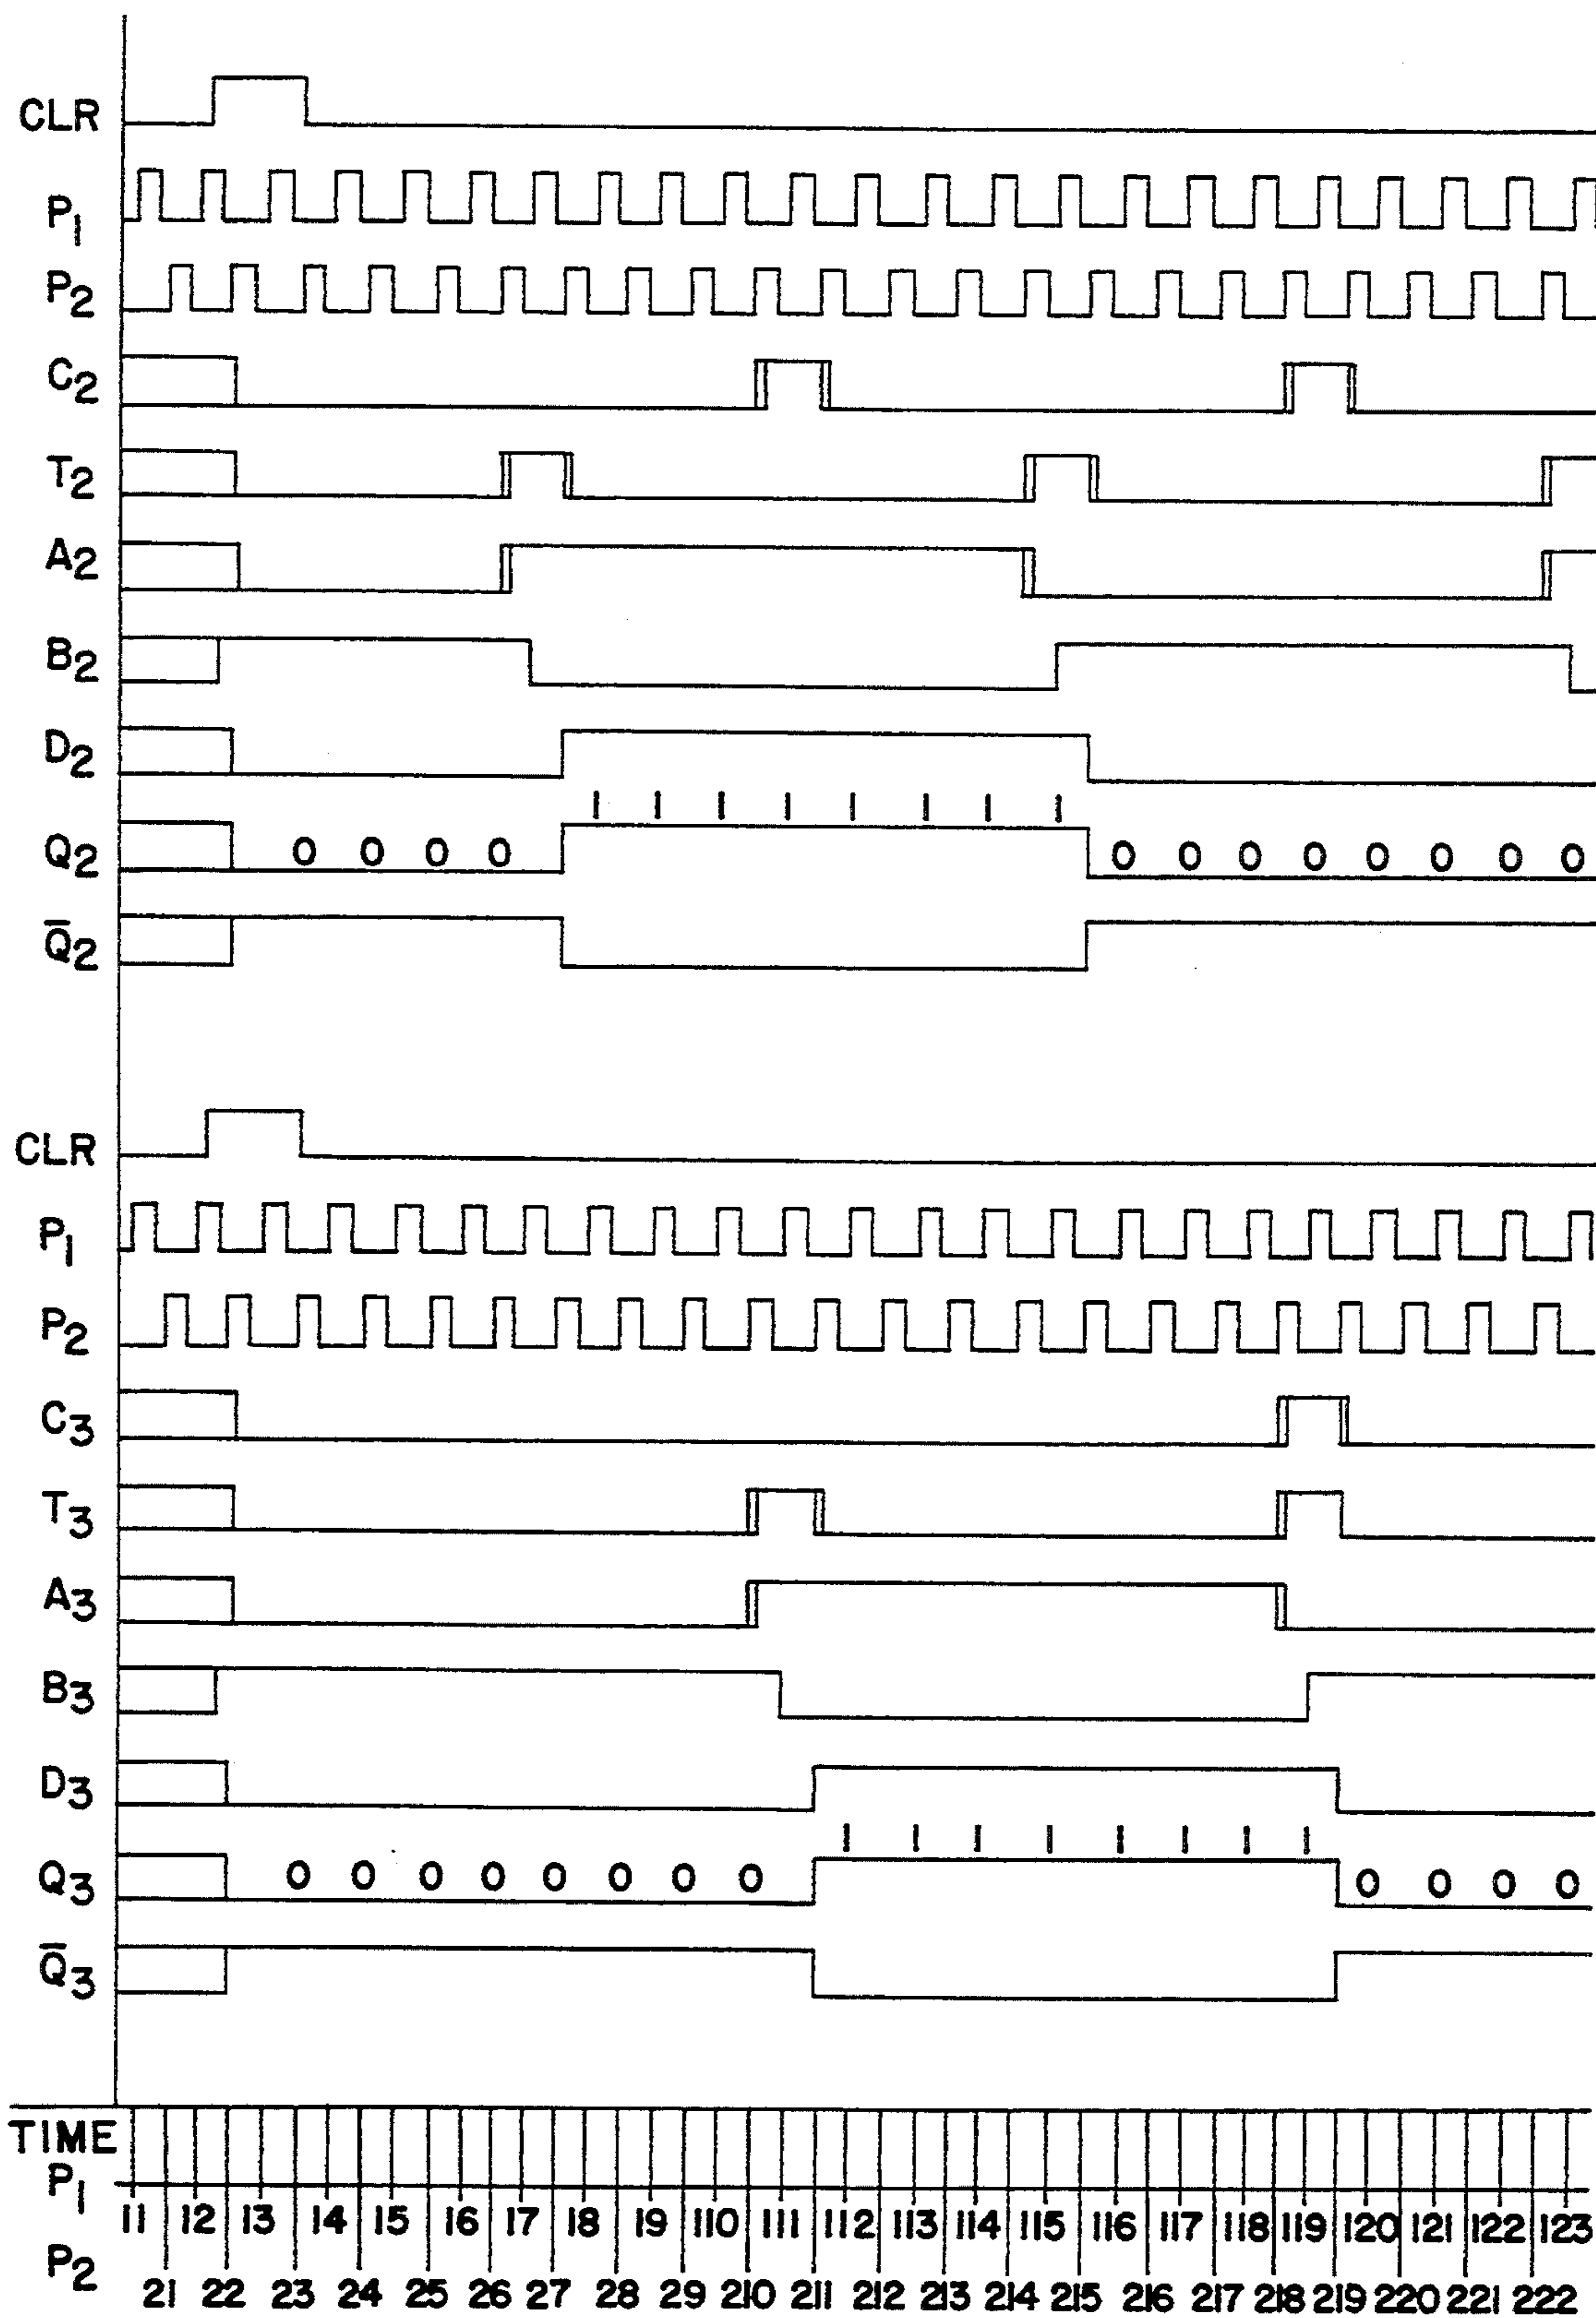 CLR
P1
P2
C2
T2
A2
B2
D2
1 1 1 1 1 1 1 1
Q2 0 0 0 0 0 0 0 0 0 0 0 0
Q̅2
CLR
P1
P2
C3
T3
A3
B3
D3
1 1 1 1 1 1 1 1
Q3 0 0 0 0 0 0 0 0 0 0 0 0
Q̅3
TIME
P1
11 12 13 14 15 16 17 18 19 110 111 112 113 114 115 116 117 118 119 120 121 122 123
P2
21 22 23 24 25 26 27 28 29 210 211 212 213 214 215 216 217 218 219 220 221 222